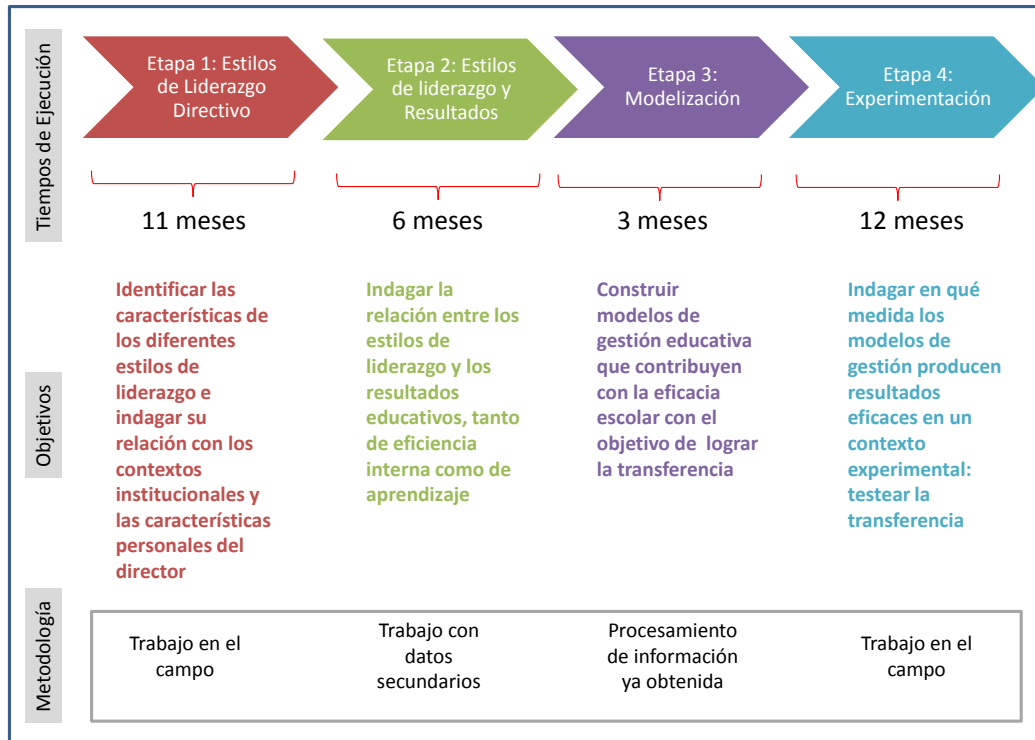 Tiempos de Ejecución
Etapa 1: Estilos
de Liderazgo
Directivo
Etapa 2: Estilos
de liderazgo y
Resultados
Etapa 3:
Modelización
Etapa 4:
Experimentación
11 meses
6 meses
3 meses
12 meses
Objetivos
Identificar las
características de
los diferentes
estilos de
liderazgo e
indagar su
relación con los
contextos
institucionales y
las características
personales del
director
Indagar la
relación entre los
estilos de
liderazgo y los
resultados
educativos, tanto
de eficiencia
interna como de
aprendizaje
Construir
modelos de
gestión educativa
que contribuyen
con la eficacia
escolar con el
objetivo de lograr
la transferencia
Indagar en qué
medida los
modelos de
gestión producen
resultados
eficaces en un
contexto
experimental:
testear la
transferencia
Metodología
Trabajo en el
campo
Trabajo con
datos
secundarios
Procesamiento
de información
ya obtenida
Trabajo en el
campo